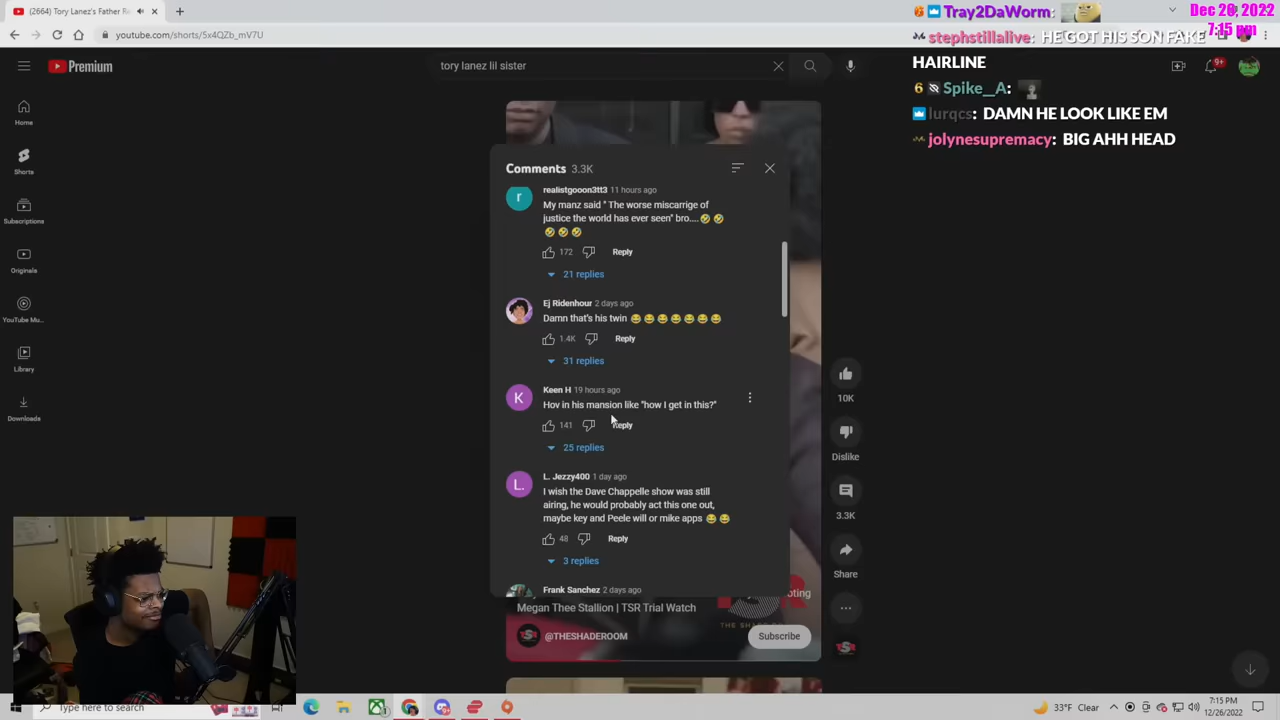 (2664) Tory Lanez's Father R
youtube.com/shorts/5x4QZb_mV7U
Premium
tory lanez lil sister
9+
Home
Shorts
Subscriptions
Originals
YouTube Mu...
Library
Downloads
Comments 3.3K
realistgooon3tt3 11 hours ago
My manz said " The worse miscarrige of
justice the world has ever seen" bro....🤣 🤣
🤣 🤣 🤣
172 Reply
21 replies
Ej Ridenhour 2 days ago
Damn that's his twin 😂 😂 😂 😂 😂 😂 😂
1.4K Reply
31 replies
Keen H 19 hours ago
Hov in his mansion like "how I get in this?"
141 Reply
25 replies
L. Jezzy400 1 day ago
I wish the Dave Chappelle show was still
airing, he would probably act this one out,
maybe key and Peele will or mike apps 😂 😂
48 Reply
3 replies
Frank Sanchez 2 days ago
oting
Megan Thee Stallion | TSR Trial Watch
@THESHADEROOM
Subscribe
10K
Dislike
3.3K
Share
Tray2DaWorm:
Dec 26, 2022
7:15 pm
stephstillalive: HE GOT HIS SON FAKE
HAIRLINE
6 Spike__A:
lurqcs: DAMN HE LOOK LIKE EM
jolynesupremacy: BIG AHH HEAD
Type here to search
33°F Clear
7:15 PM
12/26/2022